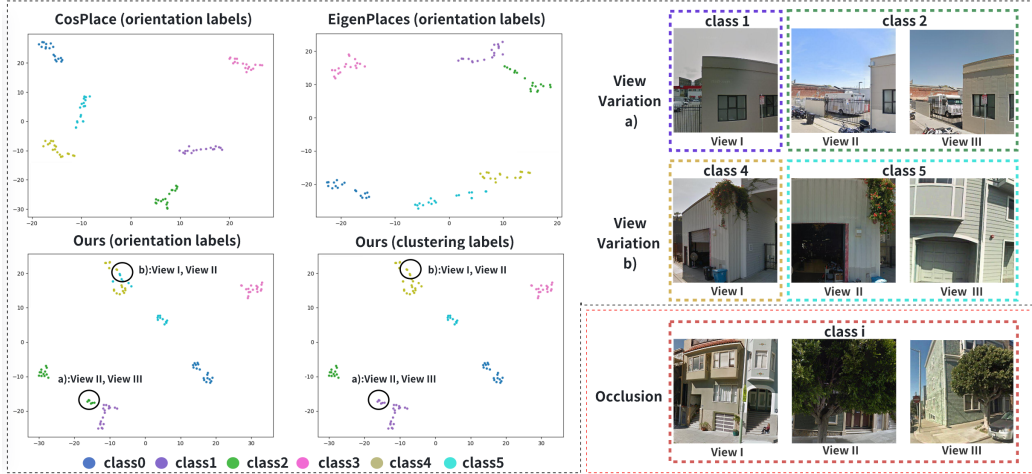 CosPlace (orientation labels)
EigenPlaces (orientation labels)
20
10
0
−10
−20
−30
−20
−10
0
10
20
20
0
−20
−20
−10
0
10
20
Ours (orientation labels)
Ours (clustering labels)
b):View I, View II
a):View II, View III
20
10
0
−10
−20
−30
−20
−10
0
10
20
30
b):View I, View II
a):View II, View III
20
10
0
−10
−20
−30
−20
−10
0
10
20
30
class0 class1 class2 class3 class4 class5
View
Variation
a)
class 1
View I
class 2
View II
View III
View
Variation
b)
class 4
View I
class 5
View II
View III
Occlusion
class i
View I
View II
View III